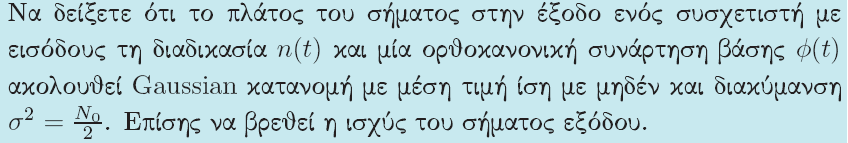 Να δείξετε ότι το πλάτος του σήματος στην έξοδο ενός συσχετιστή με
εισόδους τη διαδικασία n(t) και μία ορθοκανονική συνάρτηση βάσης ϕ(t)
ακολουθεί Gaussian κατανομή με μέση τιμή ίση με μηδέν και διακύμανση
σ² = N₀/2. Επίσης να βρεθεί η ισχύς του σήματος εξόδου.